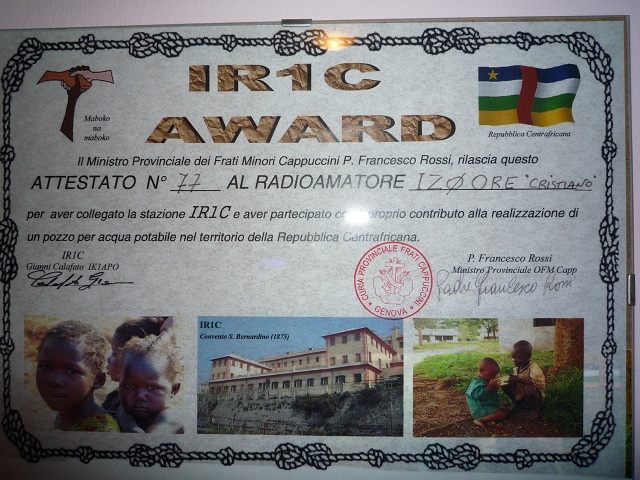 IR1C
AWARD
Maboko
na
maboko
Repubblica Centrafricana
Il Ministro Provinciale dei Frati Minori Cappuccini P. Francesco Rossi, rilascia questo
ATTESTATO N° 77 AL RADIOAMATORE IZØORE "CRISTIANO"
per aver collegato la stazione IR1C e aver partecipato proprio contributo alla realizzazione di
un pozzo per acqua potabile nel territorio della Repubblica Centrafricana.
IR1C
Gianni Calafato IK1APO
P. Francesco Rossi
Ministro Provinciale OFM Capp
Padre Francesco Rossi
CURIA PROVINCIALE FRATI CAPPUCCINI
GENOVA
IR1C
Convento S. Bernardino (1875)